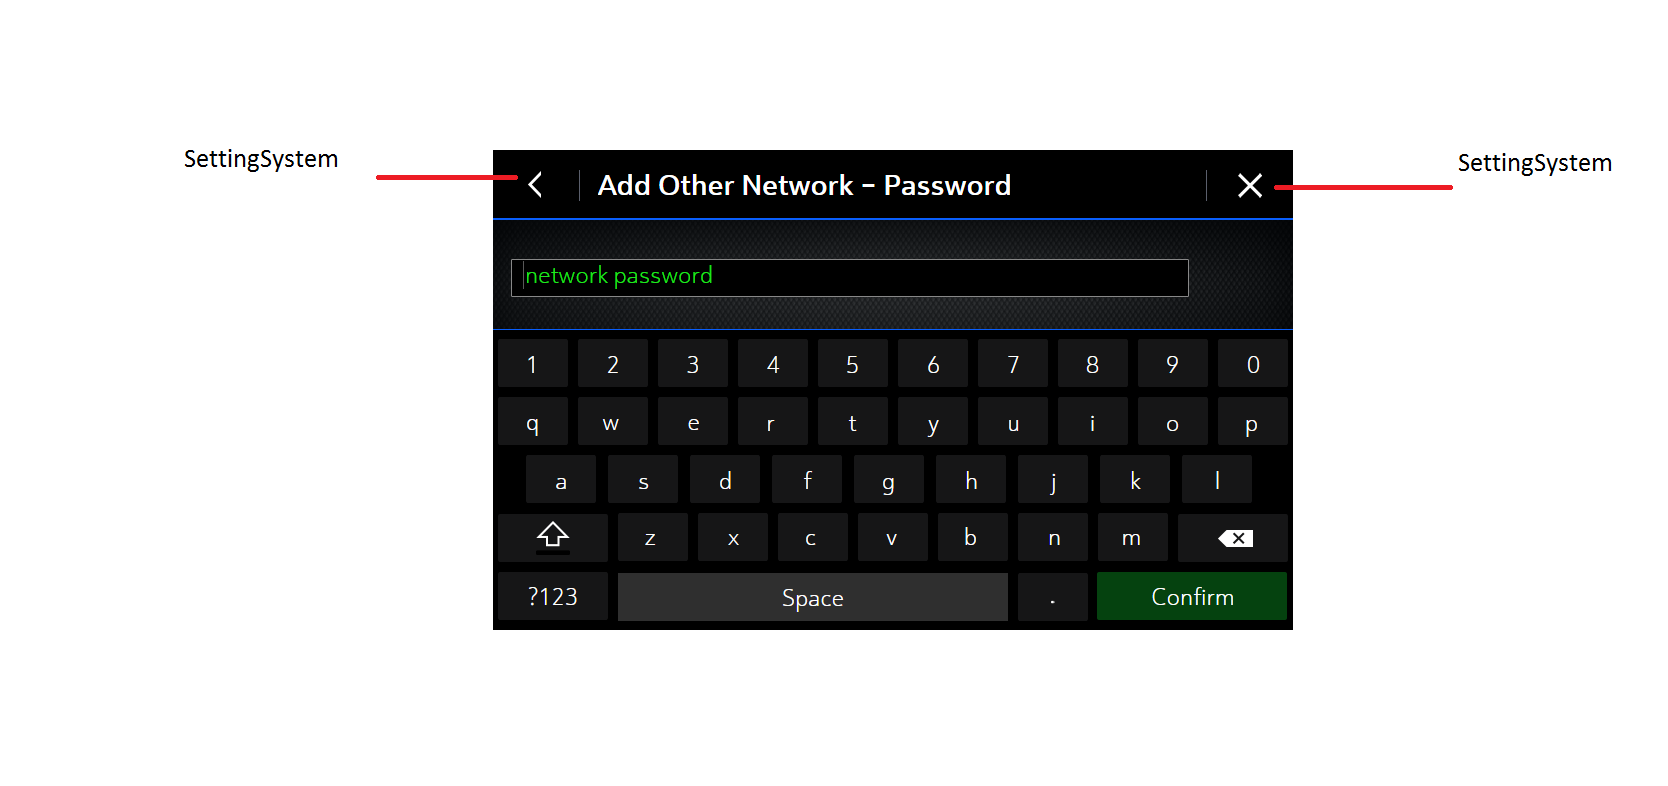 SettingSystem
SettingSystem
Add Other Network – Password
network password
1 2 3 4 5 6 7 8 9 0
q w e r t y u i o p
a s d f g h j k l
z x c v b n m
?123 Space . Confirm